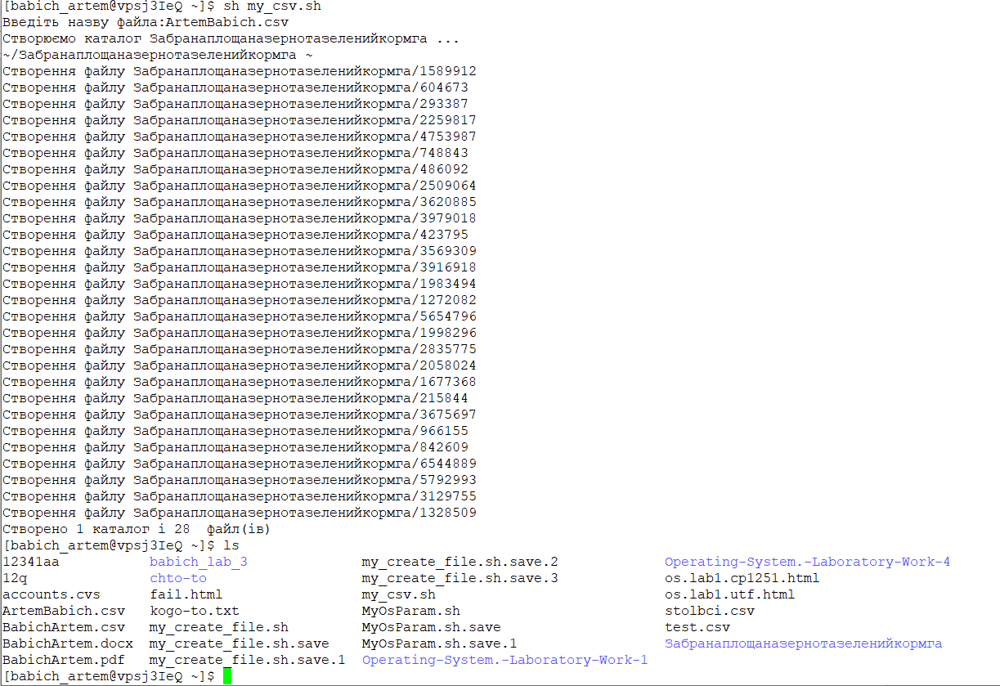 [babich_artem@vpsj3IeQ ~]$ sh my_csv.sh
Введіть назву файла:ArtemBabich.csv
Створюємо каталог Забранаплощаназернотазеленийкормга ...
~/Забранаплощаназернотазеленийкормга ~
Створення файлу Забранаплощаназернотазеленийкормга/1589912
Створення файлу Забранаплощаназернотазеленийкормга/604673
Створення файлу Забранаплощаназернотазеленийкормга/293387
Створення файлу Забранаплощаназернотазеленийкормга/2259817
Створення файлу Забранаплощаназернотазеленийкормга/4753987
Створення файлу Забранаплощаназернотазеленийкормга/748843
Створення файлу Забранаплощаназернотазеленийкормга/486092
Створення файлу Забранаплощаназернотазеленийкормга/2509064
Створення файлу Забранаплощаназернотазеленийкормга/3620885
Створення файлу Забранаплощаназернотазеленийкормга/3979018
Створення файлу Забранаплощаназернотазеленийкормга/423795
Створення файлу Забранаплощаназернотазеленийкормга/3569309
Створення файлу Забранаплощаназернотазеленийкормга/3916918
Створення файлу Забранаплощаназернотазеленийкормга/1983494
Створення файлу Забранаплощаназернотазеленийкормга/1272082
Створення файлу Забранаплощаназернотазеленийкормга/5654796
Створення файлу Забранаплощаназернотазеленийкормга/1998296
Створення файлу Забранаплощаназернотазеленийкормга/2835775
Створення файлу Забранаплощаназернотазеленийкормга/2058024
Створення файлу Забранаплощаназернотазеленийкормга/1677368
Створення файлу Забранаплощаназернотазеленийкормга/215844
Створення файлу Забранаплощаназернотазеленийкормга/3675697
Створення файлу Забранаплощаназернотазеленийкормга/966155
Створення файлу Забранаплощаназернотазеленийкормга/842609
Створення файлу Забранаплощаназернотазеленийкормга/6544889
Створення файлу Забранаплощаназернотазеленийкормга/5792993
Створення файлу Забранаплощаназернотазеленийкормга/3129755
Створення файлу Забранаплощаназернотазеленийкормга/1328509
Створено 1 каталог і 28  файл(ів)
[babich_artem@vpsj3IeQ ~]$ ls
12341aa babich_lab_3 my_create_file.sh.save.2 Operating-System.-Laboratory-Work-4
12q chto-to my_create_file.sh.save.3 os.lab1.cp1251.html
accounts.cvs fail.html my_csv.sh os.lab1.utf.html
ArtemBabich.csv kogo-to.txt MyOsParam.sh stolbci.csv
BabichArtem.csv my_create_file.sh MyOsParam.sh.save test.csv
BabichArtem.docx my_create_file.sh.save MyOsParam.sh.save.1 Забранаплощаназернотазеленийкормга
BabichArtem.pdf my_create_file.sh.save.1 Operating-System.-Laboratory-Work-1
[babich_artem@vpsj3IeQ ~]$